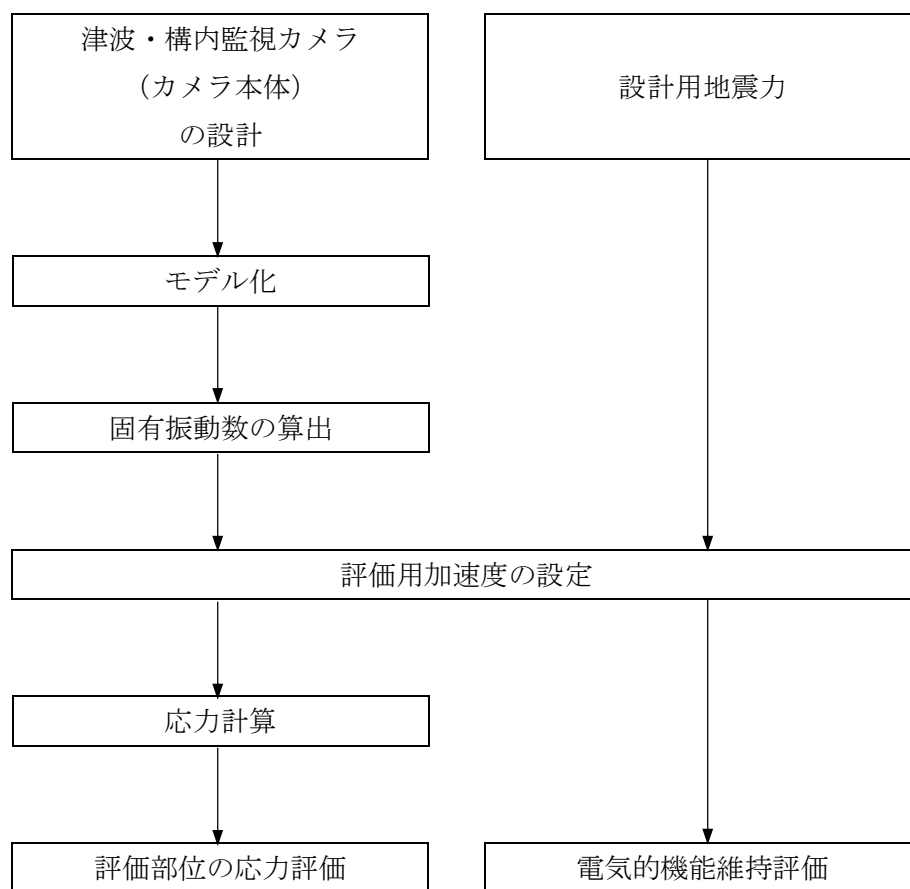 津波・構内監視カメラ
（カメラ本体）
の設計
設計用地震力
モデル化
固有振動数の算出
評価用加速度の設定
応力計算
評価部位の応力評価
電気的機能維持評価